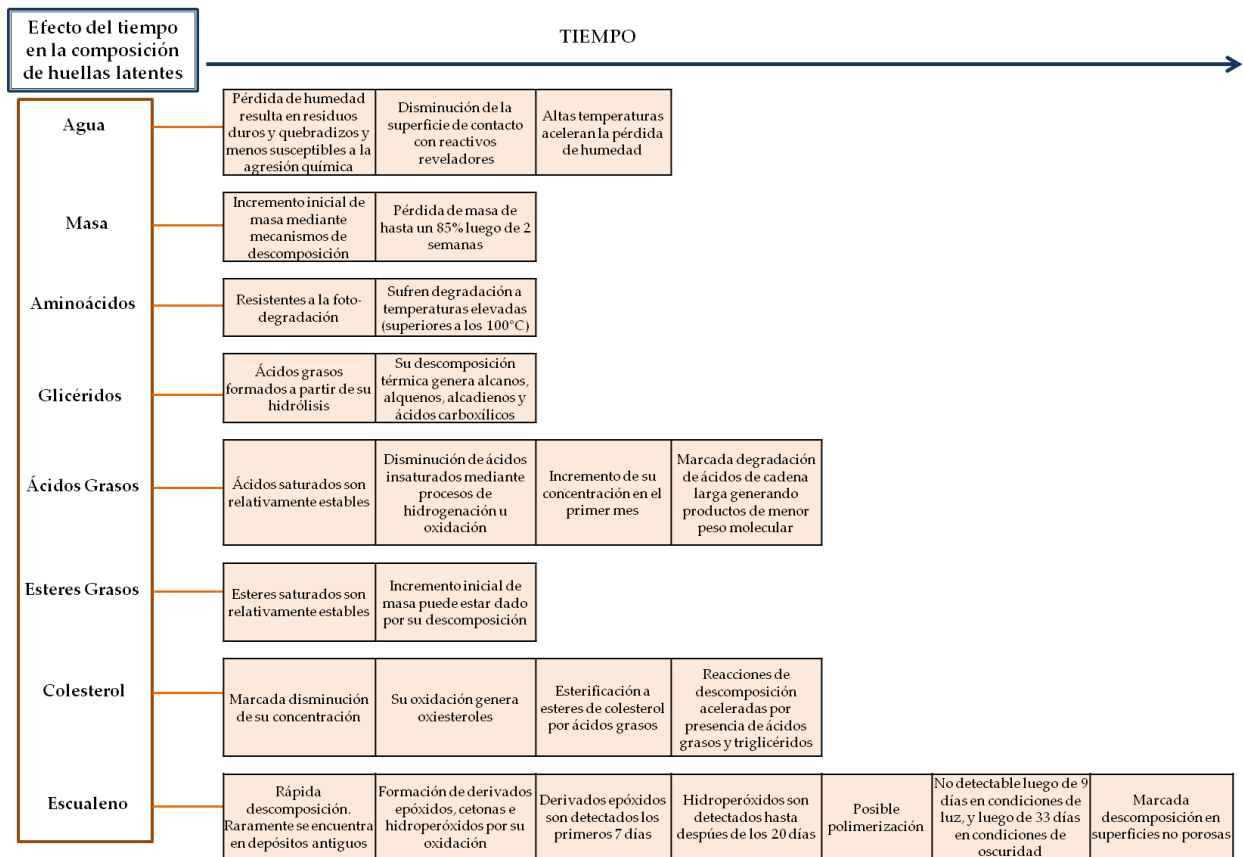 Efecto del tiempo
en la composición
de huellas latentes
TIEMPO
Agua
Pérdida de humedad
resulta en residuos
duros y quebradizos y
menos susceptibles a la
agresión química
Disminución de la
superficie de contacto
con reactivos
reveladores
Altas temperaturas
aceleran la pérdida
de humedad
Masa
Incremento inicial de
masa mediante
mecanismos de
descomposición
Pérdida de masa de
hasta un 85% luego de 2
semanas
Aminoácidos
Resistentes a la foto-
degradación
Sufren degradación a
temperaturas elevadas
(superiores a los 100°C)
Glicéridos
Ácidos grasos
formados a partir de su
hidrólisis
Su descomposición
térmica genera alcanos,
alquenos, alcadienos y
ácidos carboxílicos
Ácidos Grasos
Ácidos saturados son
relativamente estables
Disminución de ácidos
insaturados mediante
procesos de
hidrogenación u
oxidación
Incremento de su
concentración en el
primer mes
Marcada degradación
de ácidos de cadena
larga generando
productos de menor
peso molecular
Esteres Grasos
Esteres saturados son
relativamente estables
Incremento inicial de
masa puede estar dado
por su descomposición
Colesterol
Marcada disminución
de su concentración
Su oxidación genera
oxiesteroles
Esterificación a
esteres de colesterol
por ácidos grasos
Reacciones de
descomposición
aceleradas por
presencia de ácidos
grasos y triglicéridos
Escualeno
Rápida
descomposición.
Raramente se encuentra
en depósitos antiguos
Formación de derivados
epóxidos, cetonas e
hidroperóxidos por su
oxidación
Derivados epóxidos
son detectados los
primeros 7 días
Hidroperóxidos son
detectados hasta
despúes de los 20 días
Posible
polimerización
No detectable luego de 9
días en condiciones de
luz, y luego de 33 días
en condiciones de
oscuridad
Marcada
descomposición en
superficies no porosas